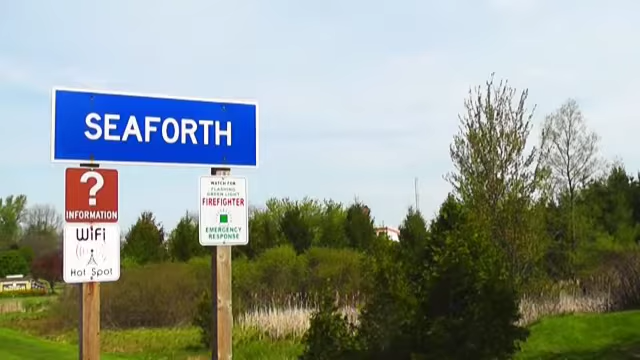 SEAFORTH
?
INFORMATION
WiFi
Hot Spot
WATCH FOR
FLASHING
GREEN LIGHT
FIREFIGHTER
EMERGENCY
RESPONSE